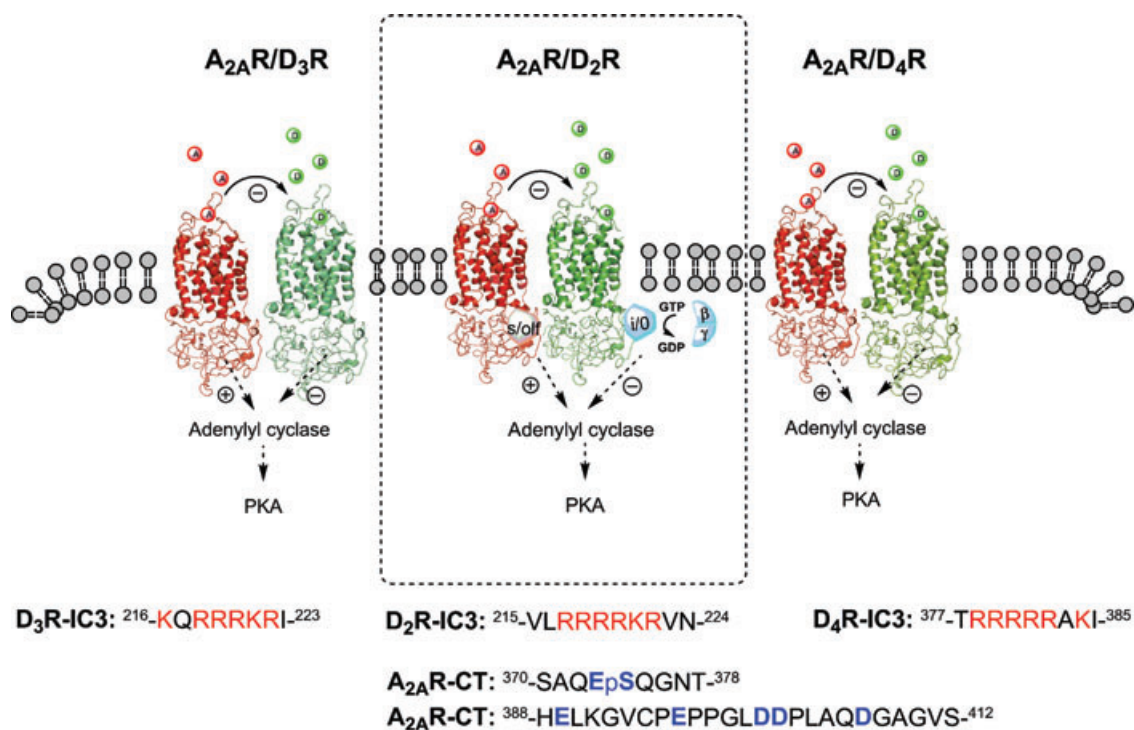 A2AR/D3R
A2AR/D2R
A2AR/D4R
D
A
D
A
D
A
D
−
D
A
D
A
D
D
A
D
−
D
A
D
A
D
A
D
−
s/olf
i/0
GTP
GDP
β
γ
+
−
Adenylyl cyclase
PKA
+
−
Adenylyl cyclase
PKA
+
−
Adenylyl cyclase
PKA
D3R-IC3: 216-KQRRRKRI-223
D2R-IC3: 215-VLRRRRKRVN-224
D4R-IC3: 377-TRRRRRAKI-385
A2AR-CT: 370-SAQEpSQGNT-378
A2AR-CT: 388-HELKGVCPEPPGLDDPLAQDGAGVS-412